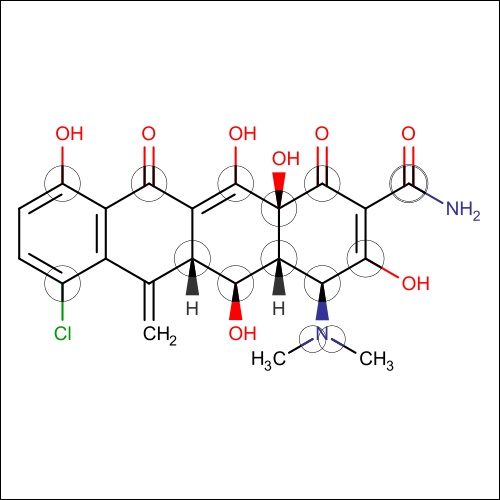 OH O OH O O
OH
NH2
OH
H H
Cl CH2 OH N
H3C CH3